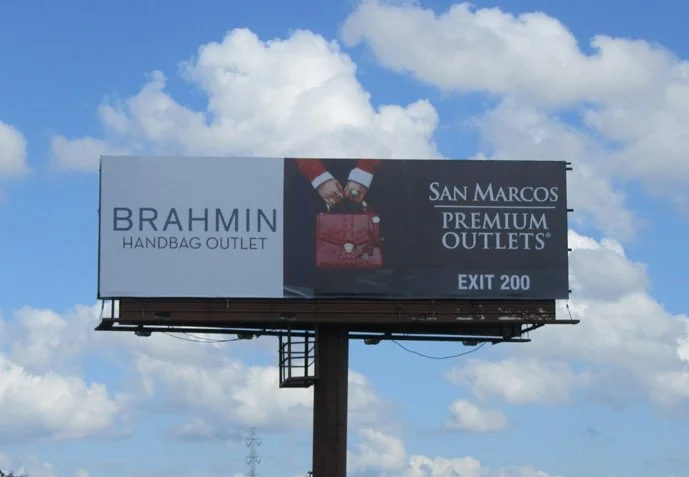 BRAHMIN
HANDBAG OUTLET
SAN MARCOS
PREMIUM
OUTLETS®
EXIT 200